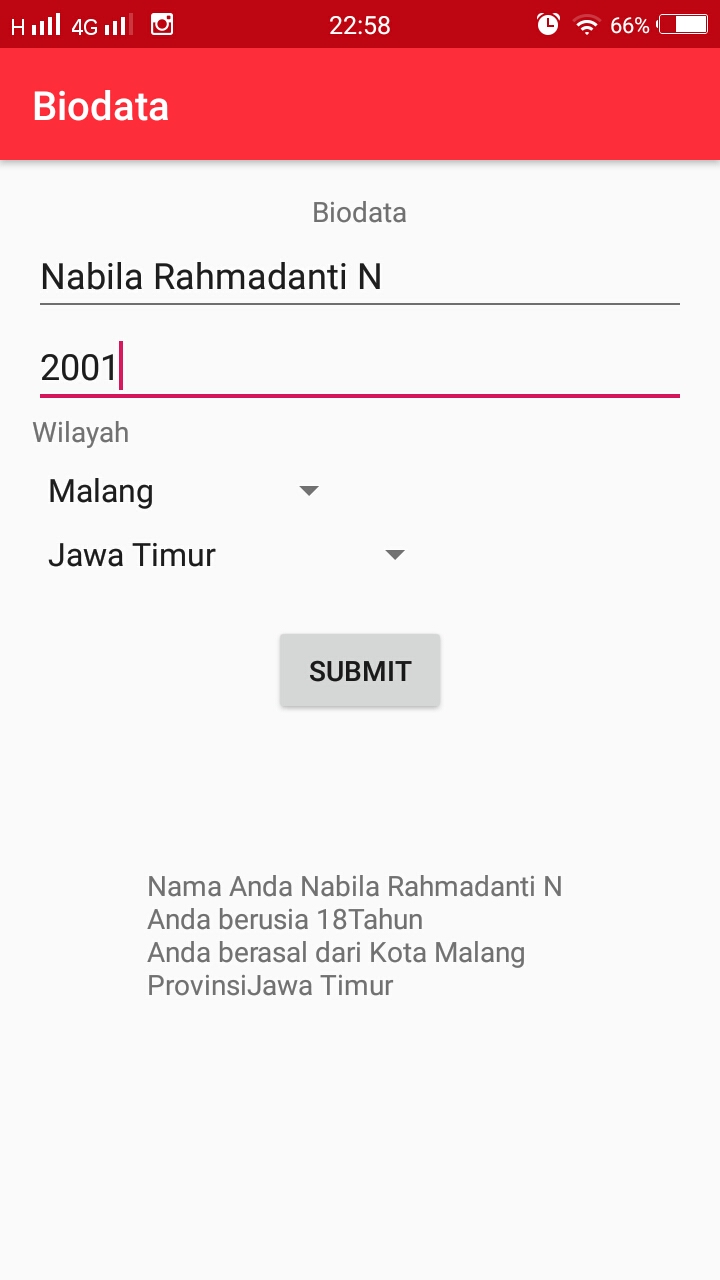 H 4G 22:58 66%
Biodata
Biodata
Nabila Rahmadanti N
2001
Wilayah
Malang
Jawa Timur
SUBMIT
Nama Anda Nabila Rahmadanti N
Anda berusia 18Tahun
Anda berasal dari Kota Malang
ProvinsiJawa Timur